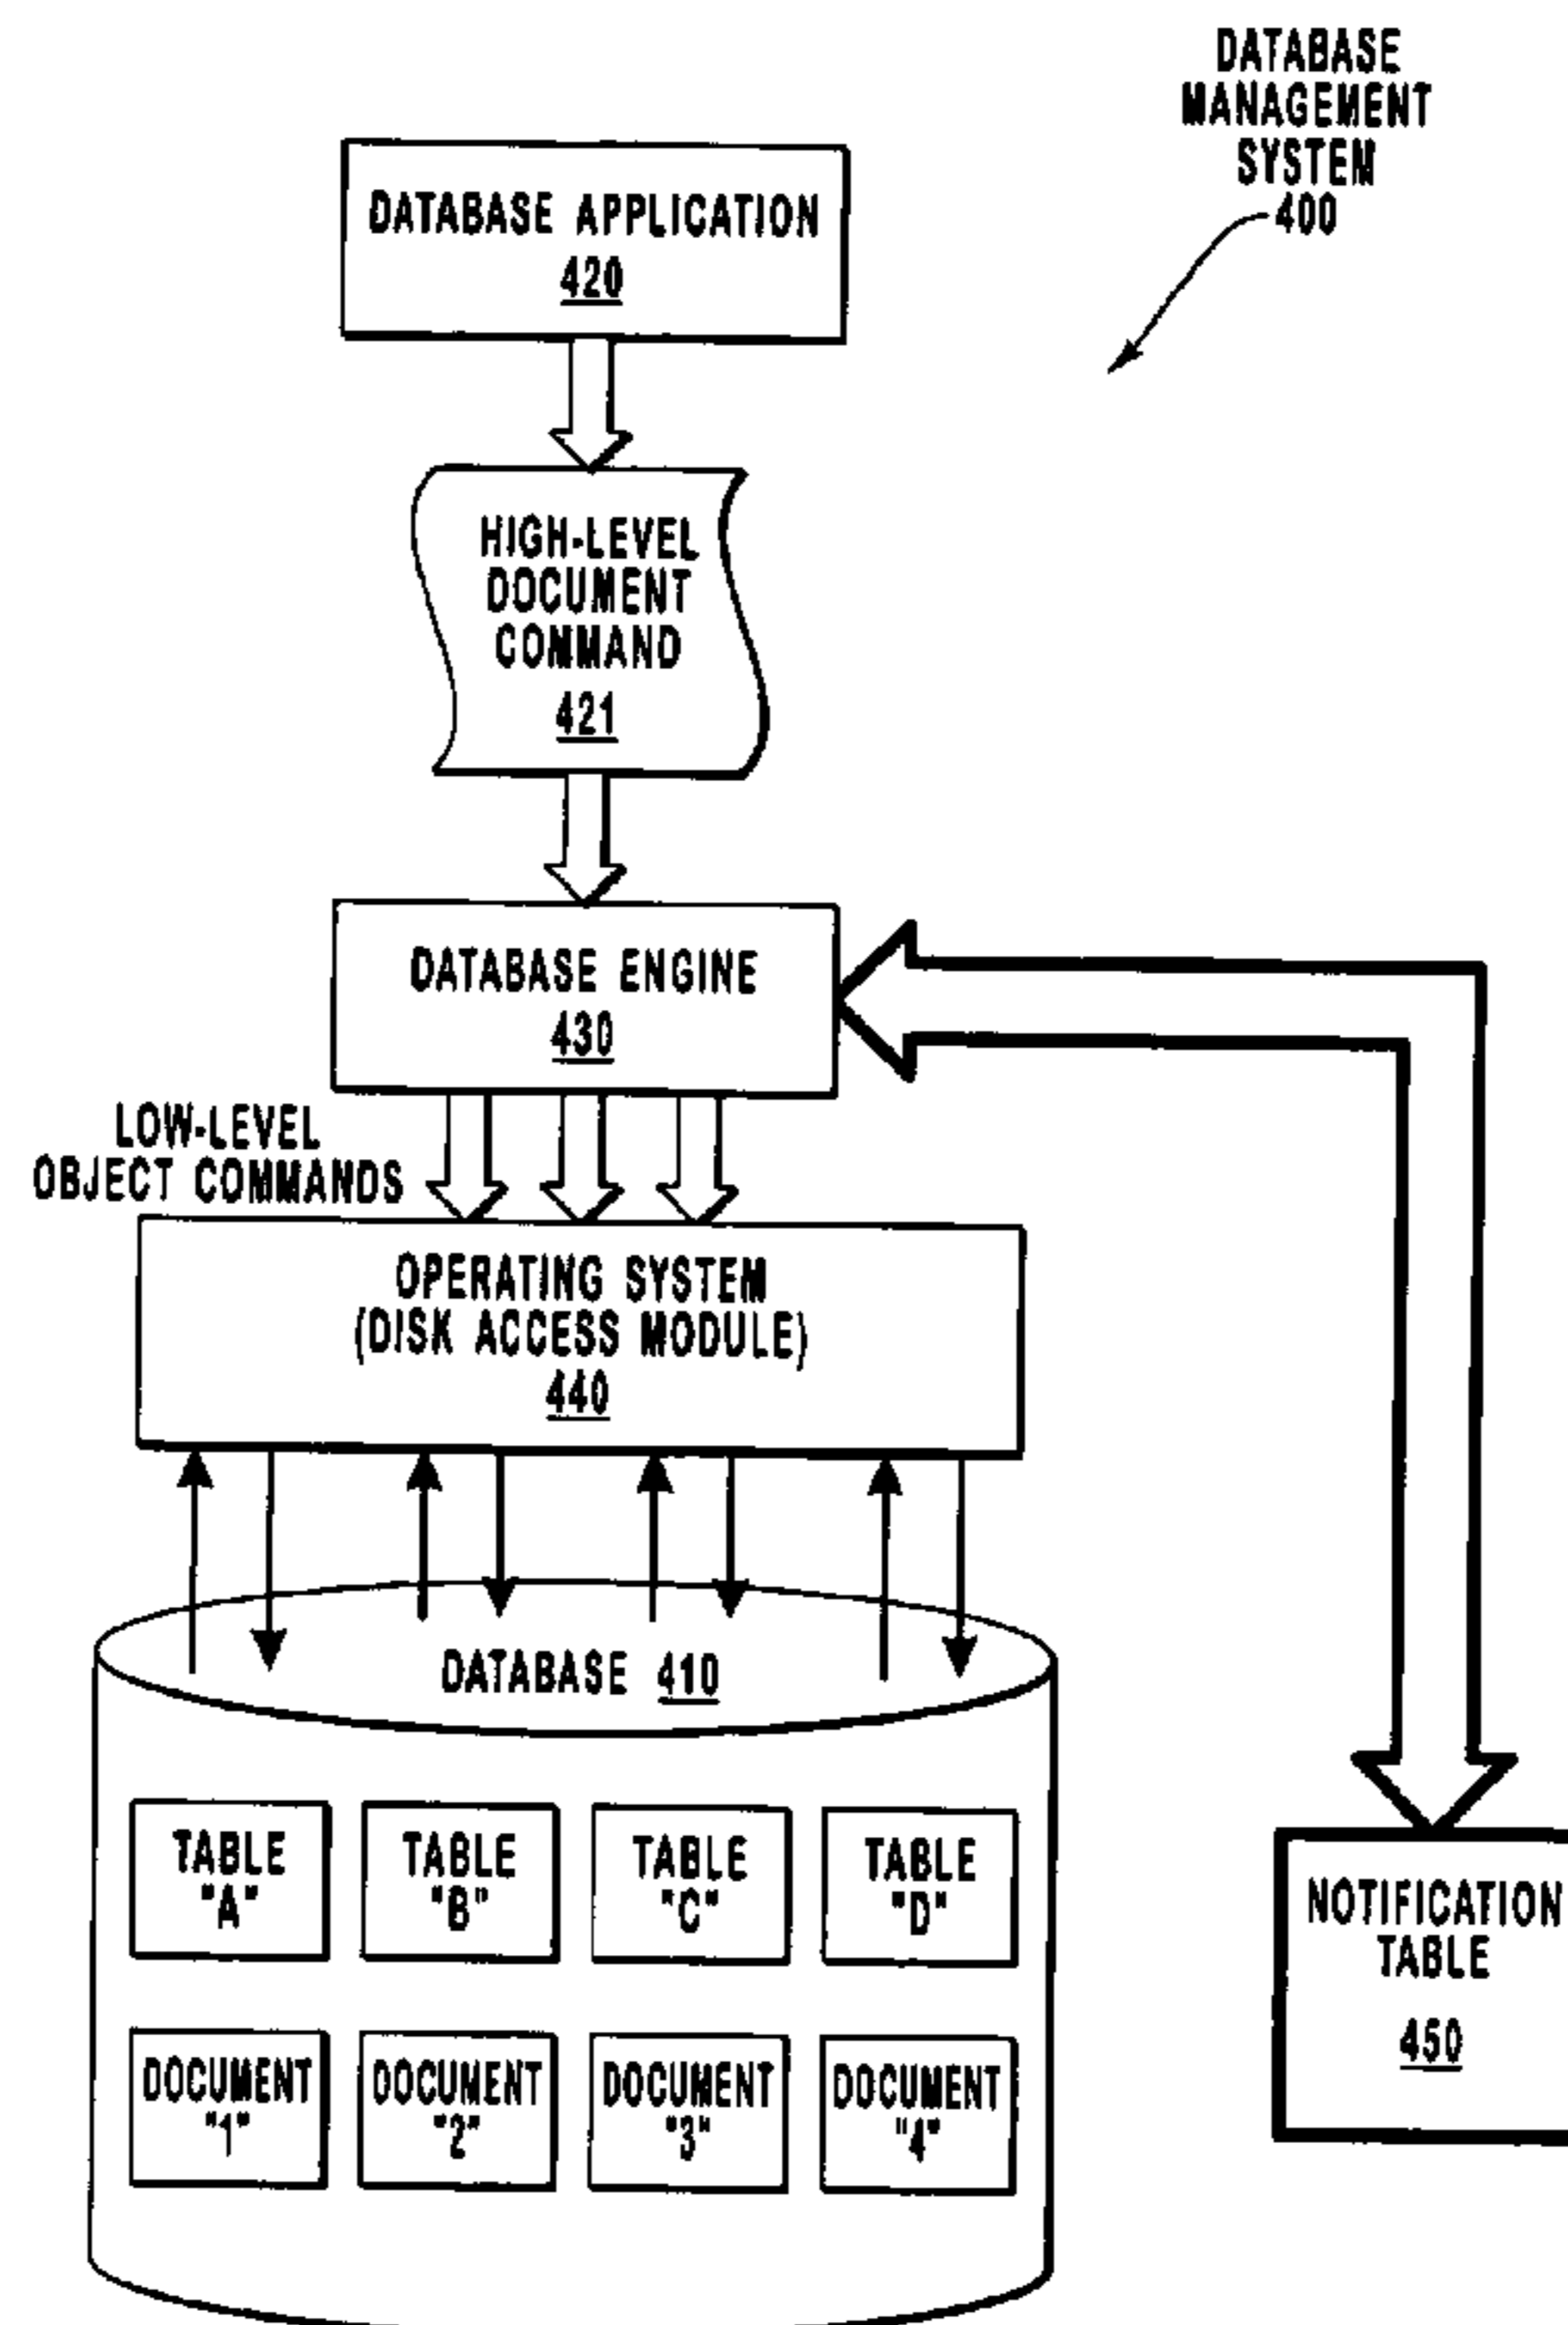 DATABASE
MANAGEMENT
SYSTEM
400
DATABASE APPLICATION
420
HIGH-LEVEL
DOCUMENT
COMMAND
421
DATABASE ENGINE
430
LOW-LEVEL
OBJECT COMMANDS
OPERATING SYSTEM
(DISK ACCESS MODULE)
440
DATABASE 410
TABLE
"A"
TABLE
"B"
TABLE
"C"
TABLE
"D"
NOTIFICATION
TABLE
450
DOCUMENT
"1"
DOCUMENT
"2"
DOCUMENT
"3"
DOCUMENT
"4"